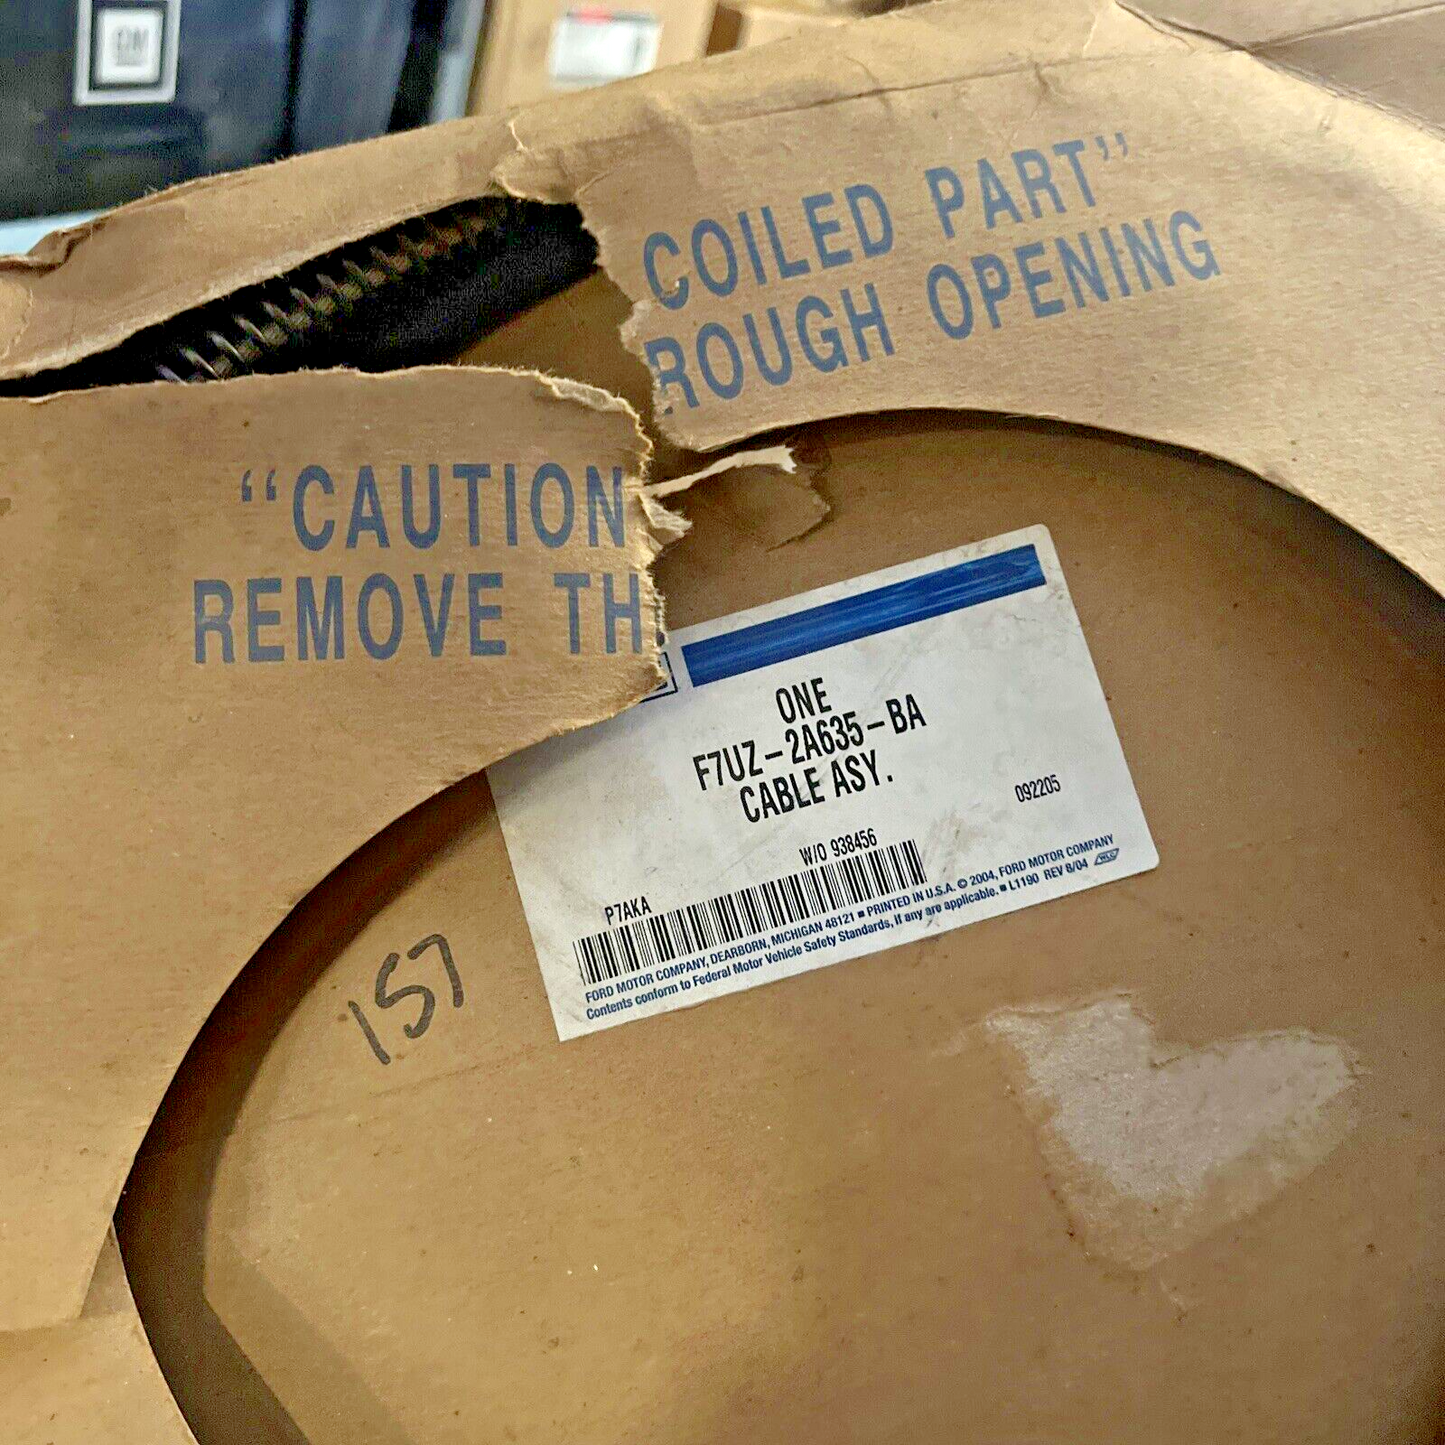 GM
COILED PART”
ROUGH OPENING
“CAUTION
REMOVE TH
ONE
F7UZ–2A635–BA
CABLE ASY.
092205
W/O 938456
P7AKA
FORD MOTOR COMPANY, DEARBORN, MICHIGAN 48121 ■ PRINTED IN U.S.A. © 2004, FORD MOTOR COMPANY
Contents conform to Federal Motor Vehicle Safety Standards, if any are applicable. ■ L1190 REV 8/04 WLC
157